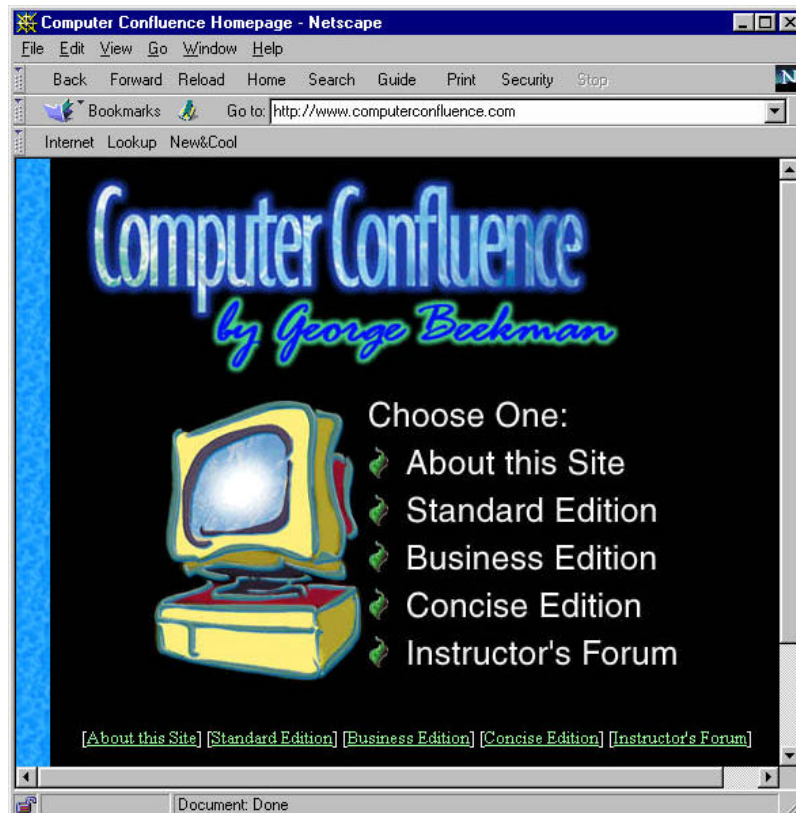 Computer Confluence Homepage - Netscape
File Edit View Go Window Help
Back Forward Reload Home Search Guide Print Security Stop
N
Bookmarks Go to: http://www.computerconfluence.com
Internet Lookup New&Cool
Computer Confluence
by George Beekman
Choose One:
About this Site
Standard Edition
Business Edition
Concise Edition
Instructor's Forum
[About this Site] [Standard Edition] [Business Edition] [Concise Edition] [Instructor's Forum]
Document: Done